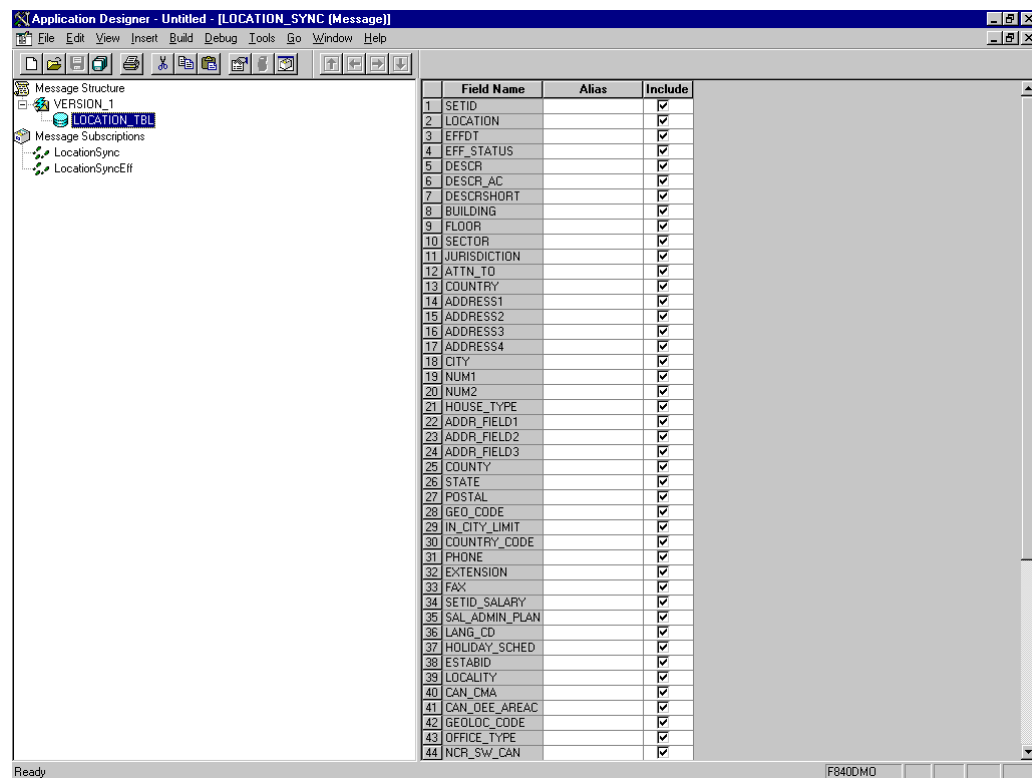 Application Designer - Untitled - [LOCATION_SYNC (Message)]
File Edit View Insert Build Debug Tools Go Window Help
Message Structure
VERSION_1
LOCATION_TBL
Message Subscriptions
LocationSync
LocationSyncEff
Field Name Alias Include
1 SETID
2 LOCATION
3 EFFDT
4 EFF_STATUS
5 DESCR
6 DESCR_AC
7 DESCRSHORT
8 BUILDING
9 FLOOR
10 SECTOR
11 JURISDICTION
12 ATTN_TO
13 COUNTRY
14 ADDRESS1
15 ADDRESS2
16 ADDRESS3
17 ADDRESS4
18 CITY
19 NUM1
20 NUM2
21 HOUSE_TYPE
22 ADDR_FIELD1
23 ADDR_FIELD2
24 ADDR_FIELD3
25 COUNTY
26 STATE
27 POSTAL
28 GEO_CODE
29 IN_CITY_LIMIT
30 COUNTRY_CODE
31 PHONE
32 EXTENSION
33 FAX
34 SETID_SALARY
35 SAL_ADMIN_PLAN
36 LANG_CD
37 HOLIDAY_SCHED
38 ESTABID
39 LOCALITY
40 CAN_CMA
41 CAN_OEE_AREAC
42 GEOLOC_CODE
43 OFFICE_TYPE
44 NCR_SW_CAN
Ready F840DMO